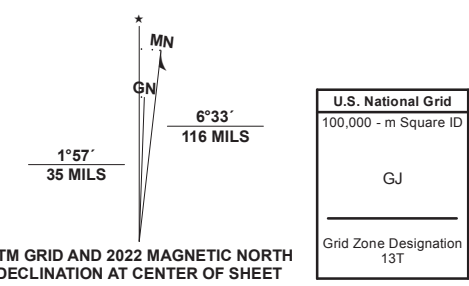 ★
MN
GN
6°33´
116 MILS
1°57´
35 MILS
TM GRID AND 2022 MAGNETIC NORTH
DECLINATION AT CENTER OF SHEET
U.S. National Grid
100,000 - m Square ID
GJ
Grid Zone Designation
13T